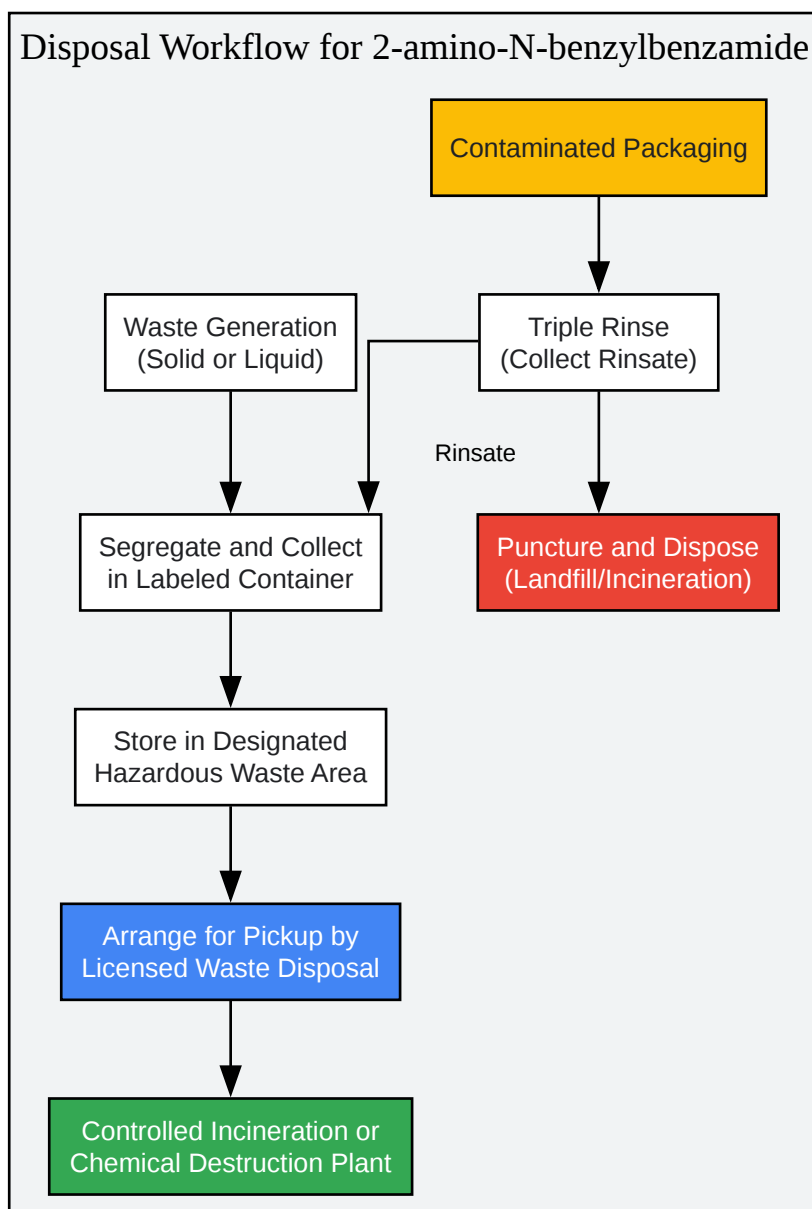 Disposal Workflow for 2-amino-N-benzylbenzamide
Contaminated Packaging
Waste Generation
(Solid or Liquid)
Triple Rinse
(Collect Rinsate)
Rinsate
Segregate and Collect
in Labeled Container
Puncture and Dispose
(Landfill/Incineration)
Store in Designated
Hazardous Waste Area
Arrange for Pickup by
Licensed Waste Disposal
Controlled Incineration or
Chemical Destruction Plant